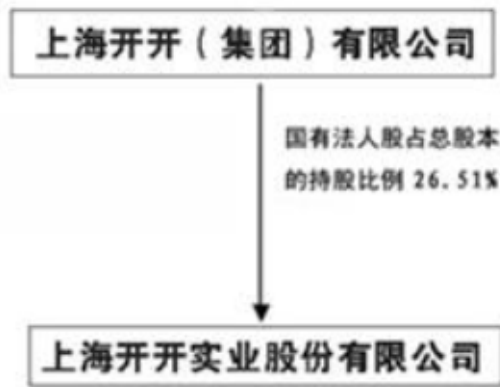 上海开开（集团）有限公司
国有法人股占总股本
的持股比例 26.51%
上海开开实业股份有限公司